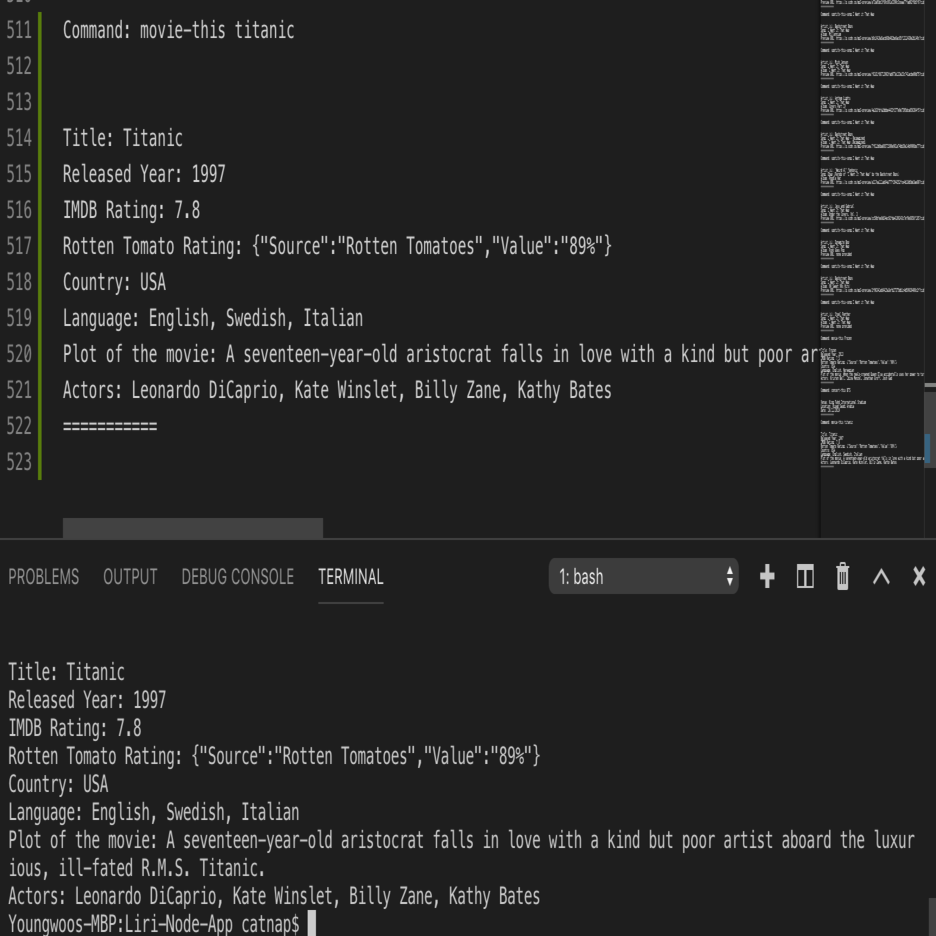 511 Command: movie-this titanic
512
513
514 Title: Titanic
515 Released Year: 1997
516 IMDB Rating: 7.8
517 Rotten Tomato Rating: {"Source":"Rotten Tomatoes","Value":"89%"}
518 Country: USA
519 Language: English, Swedish, Italian
520 Plot of the movie: A seventeen-year-old aristocrat falls in love with a kind but poor ar
521 Actors: Leonardo DiCaprio, Kate Winslet, Billy Zane, Kathy Bates
522 ===========
523
PROBLEMS OUTPUT DEBUG CONSOLE TERMINAL 1: bash
Title: Titanic
Released Year: 1997
IMDB Rating: 7.8
Rotten Tomato Rating: {"Source":"Rotten Tomatoes","Value":"89%"}
Country: USA
Language: English, Swedish, Italian
Plot of the movie: A seventeen-year-old aristocrat falls in love with a kind but poor artist aboard the luxur
ious, ill-fated R.M.S. Titanic.
Actors: Leonardo DiCaprio, Kate Winslet, Billy Zane, Kathy Bates
Youngwoos-MBP:Liri-Node-App catnap$